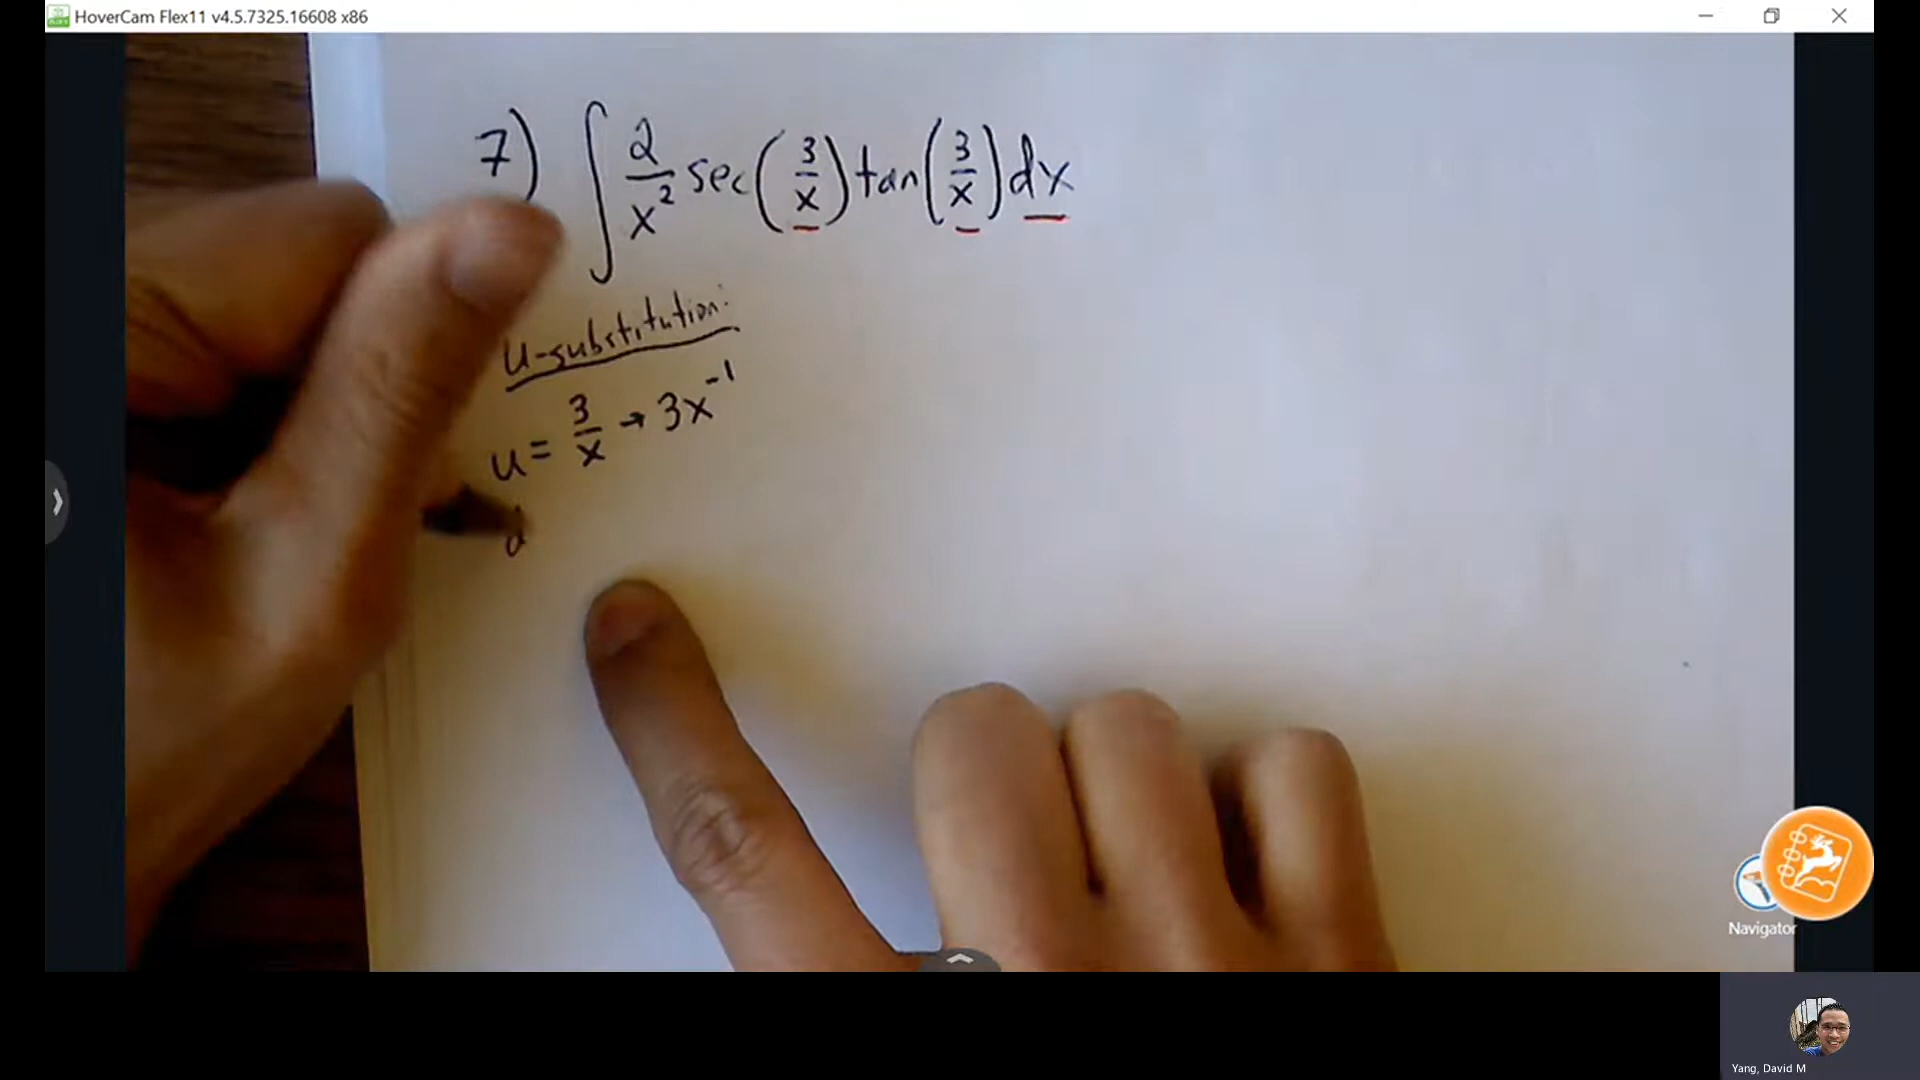 HoverCam Flex11 v4.5.7325.16608 x86
7) ∫ 2/x² sec(3/x) tan(3/x) dx
u-substitution:
u = 3/x → 3x⁻¹
d
Navigator
Yang, David M